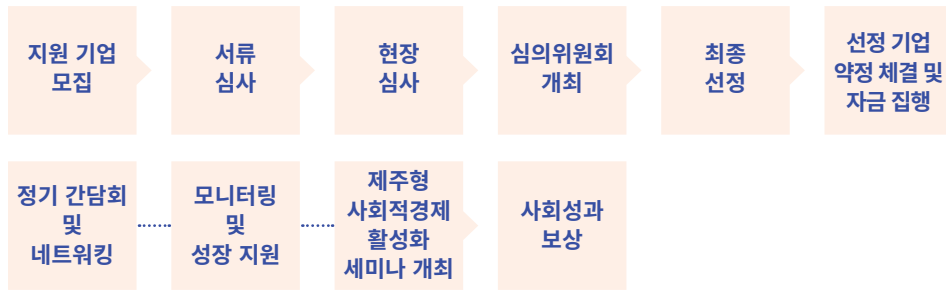 지원 기업
모집
서류
심사
현장
심사
심의위원회
개최
최종
선정
선정 기업
약정 체결 및
자금 집행
정기 간담회
및
네트워킹
모니터링
및
성장 지원
제주형
사회적경제
활성화
세미나 개최
사회성과
보상